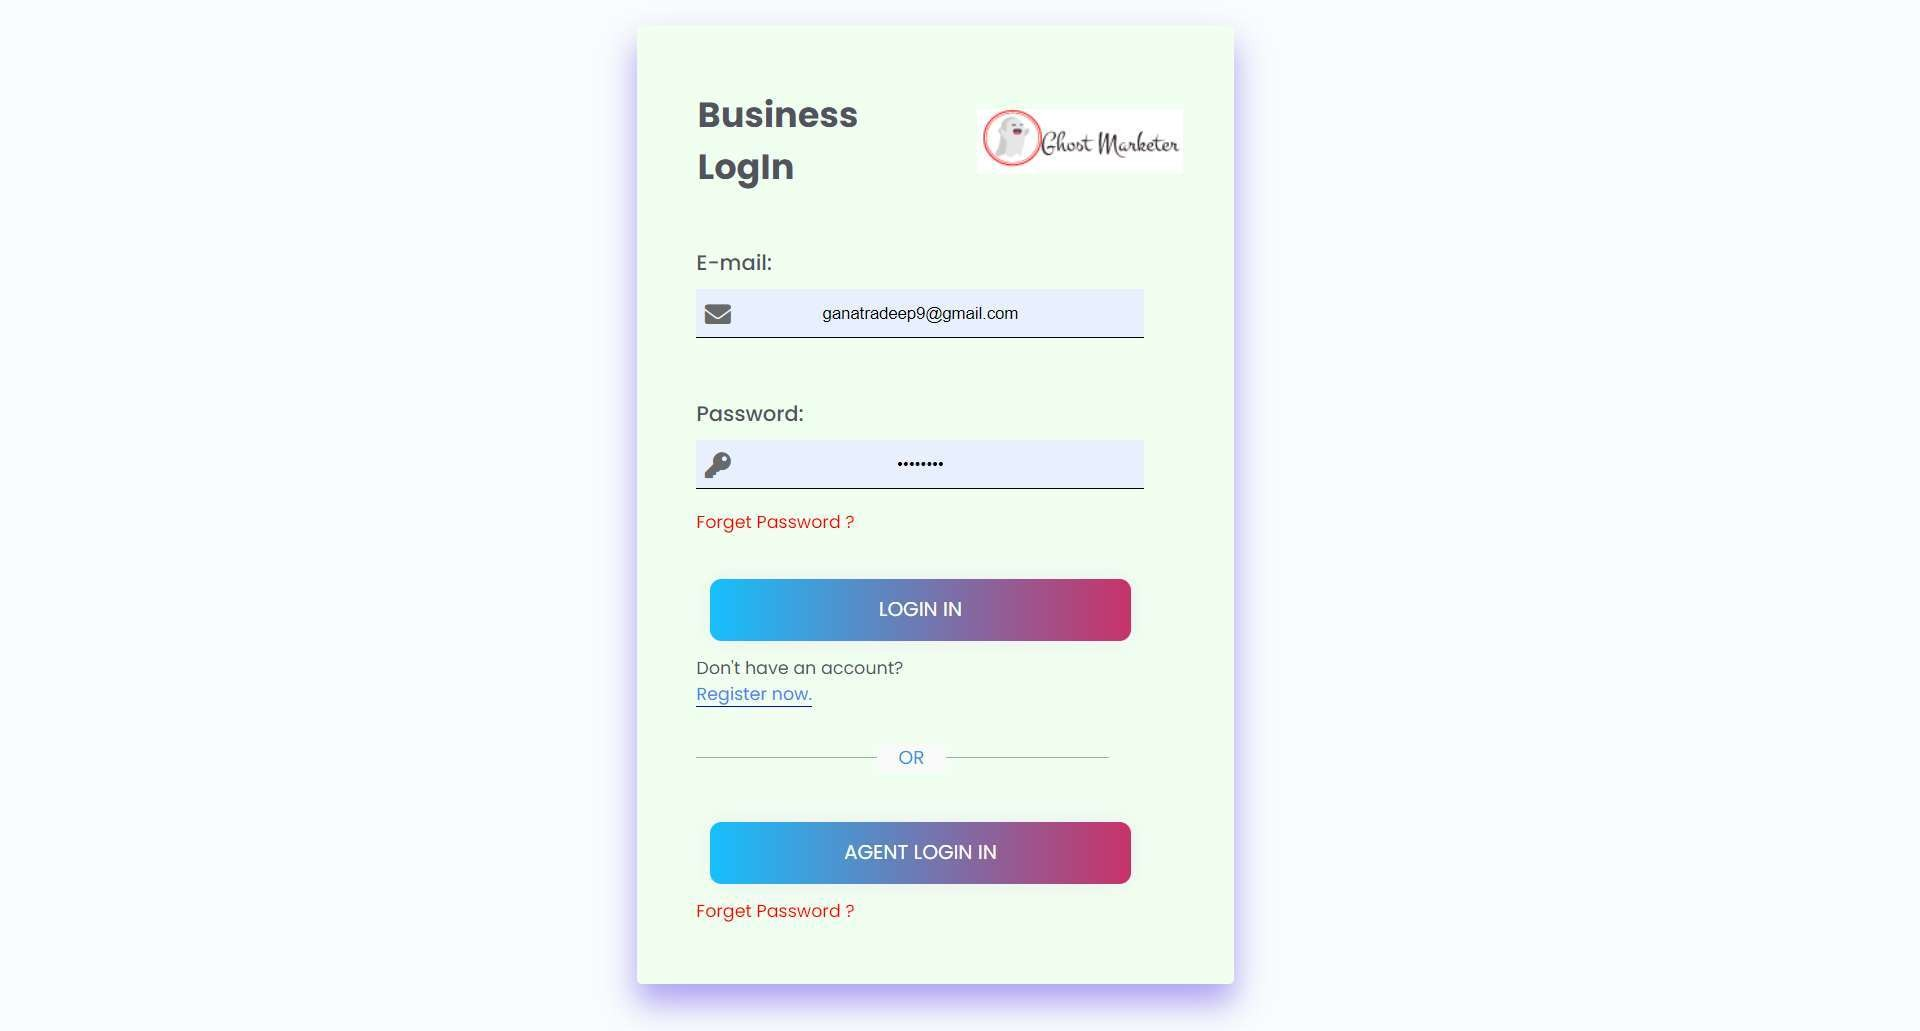 Business
LogIn
Ghost Marketer
E-mail:
ganatradeep9@gmail.com
Password:
••••••••
Forget Password ?
LOGIN IN
Don't have an account?
Register now.
OR
AGENT LOGIN IN
Forget Password ?